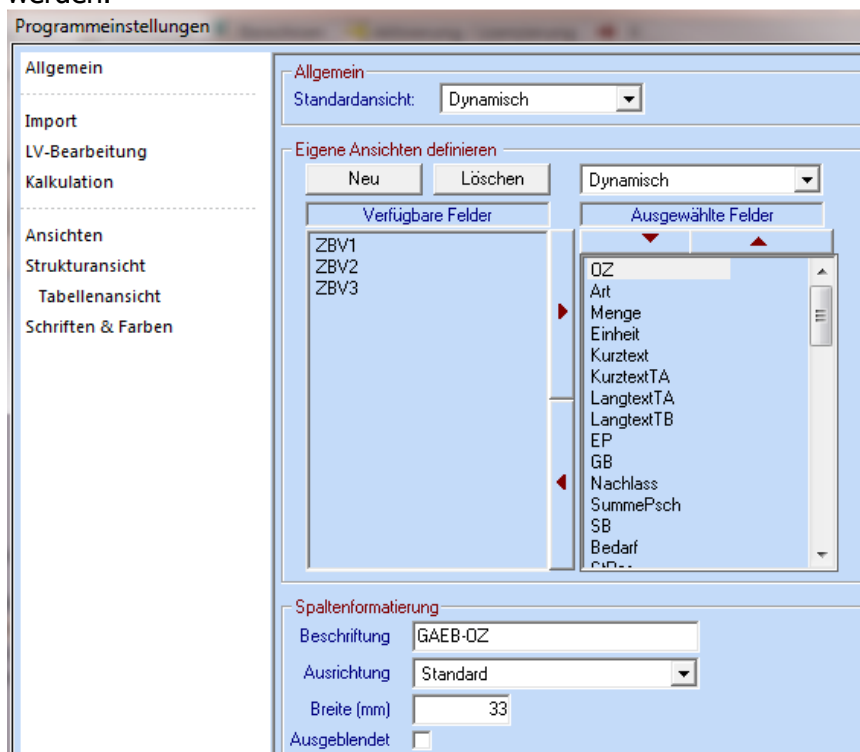 werden.
Programmeinstellungen
Allgemein
Import
LV-Bearbeitung
Kalkulation
Ansichten
Strukturansicht
Tabellenansicht
Schriften & Farben
Allgemein
Standardansicht: Dynamisch
Eigene Ansichten definieren
Neu Löschen Dynamisch
Verfügbare Felder Ausgewählte Felder
ZBV1
ZBV2
ZBV3
OZ
Art
Menge
Einheit
Kurztext
KurztextTA
LangtextTA
LangtextTB
EP
GB
Nachlass
SummePsch
SB
Bedarf
Spaltenformatierung
Beschriftung GAEB-OZ
Ausrichtung Standard
Breite (mm) 33
Ausgeblendet